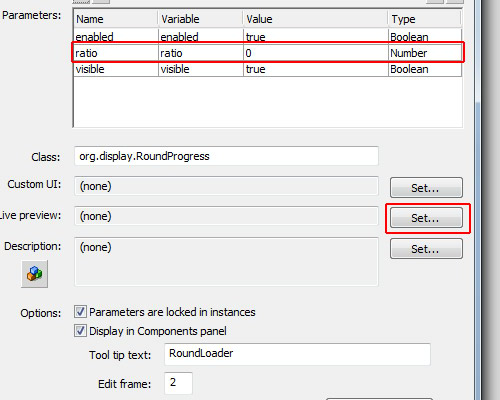 Parameters:
Name Variable Value Type
enabled enabled true Boolean
ratio ratio 0 Number
visible visible true Boolean
Class: org.display.RoundProgress
Custom UI: (none) Set...
Live preview: (none) Set...
Description: (none) Set...
Options: Parameters are locked in instances
Display in Components panel
Tool tip text: RoundLoader
Edit frame: 2